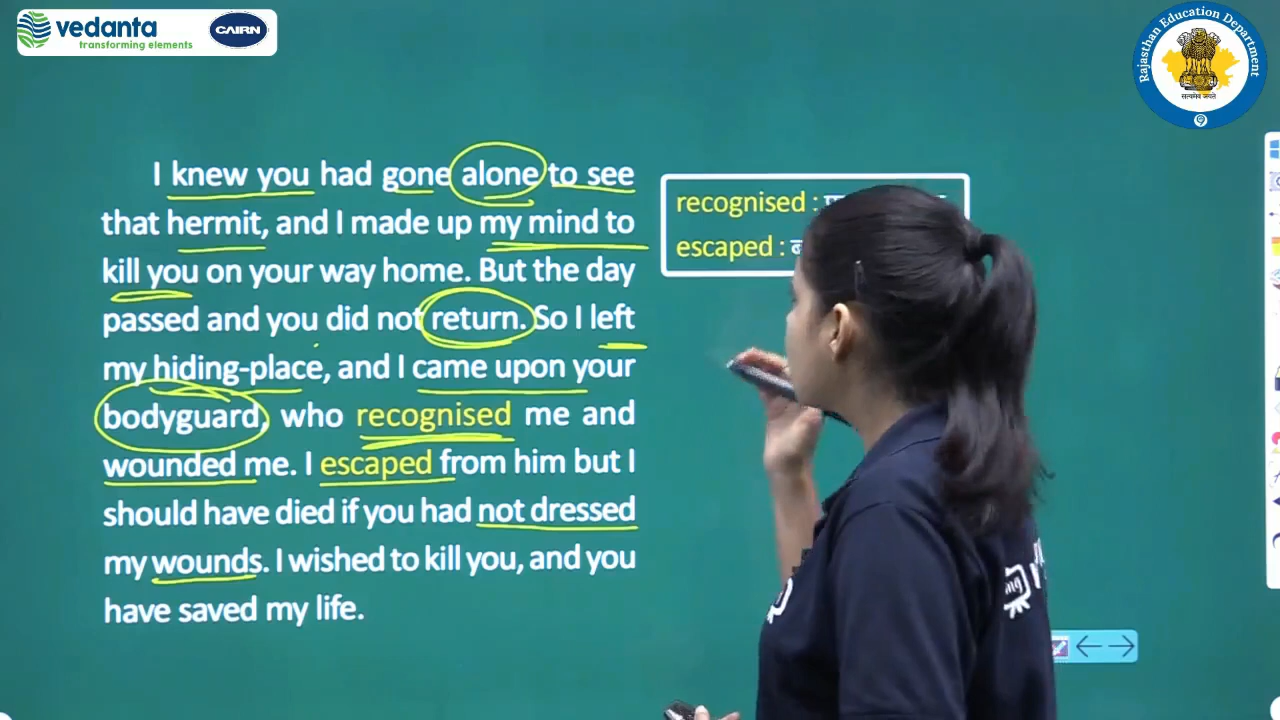 vedanta
transforming elements
CAIRN
Rajasthan Education Department
सत्यमेव जयते
I knew you had gone alone to see
that hermit, and I made up my mind to
kill you on your way home. But the day
passed and you did not return. So I left
my hiding-place, and I came upon your
bodyguard, who recognised me and
wounded me. I escaped from him but I
should have died if you had not dressed
my wounds. I wished to kill you, and you
have saved my life.
recognised :
escaped :